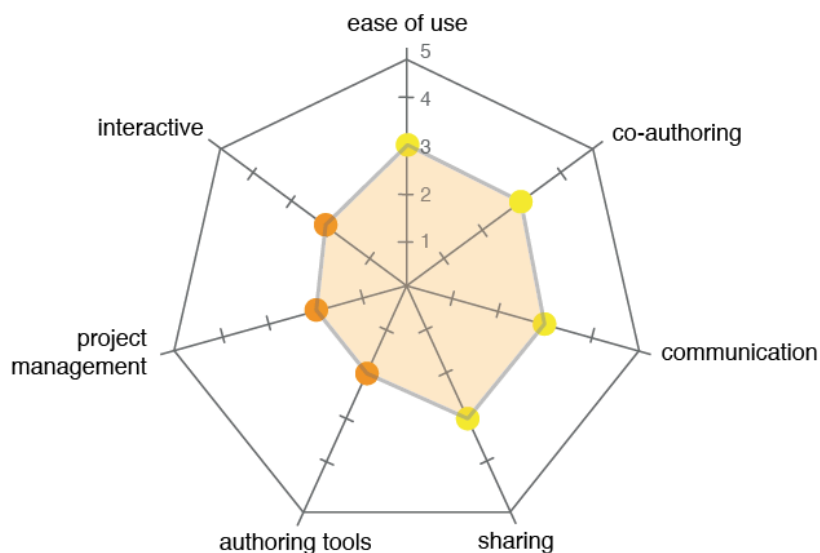 ease of use
5
4
3
2
1
interactive
co-authoring
project
management
communication
authoring tools
sharing